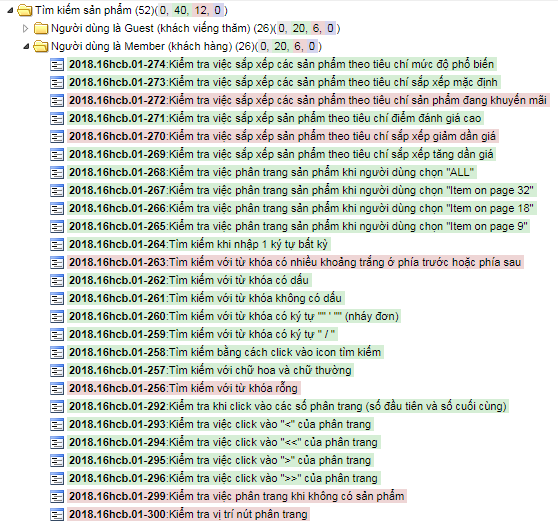 Tìm kiếm sản phẩm (52)(0, 40, 12, 0)
Người dùng là Guest (khách viếng thăm) (26)(0, 20, 6, 0)
Người dùng là Member (khách hàng) (26)(0, 20, 6, 0)
2018.16hcb.01-274:Kiểm tra việc sắp xếp các sản phẩm theo tiêu chí mức độ phổ biến
2018.16hcb.01-273:Kiểm tra việc sắp xếp các sản phẩm theo tiêu chí sắp xếp mặc định
2018.16hcb.01-272:Kiểm tra việc sắp xếp các sản phẩm theo tiêu chí sản phẩm đang khuyến mãi
2018.16hcb.01-271:Kiểm tra việc sắp xếp sản phẩm theo tiêu chí điểm đánh giá cao
2018.16hcb.01-270:Kiểm tra việc sắp xếp sản phẩm theo tiêu chí sắp xếp giảm dần giá
2018.16hcb.01-269:Kiểm tra việc sắp xếp sản phẩm theo tiêu chí sắp xếp tăng dần giá
2018.16hcb.01-268:Kiểm tra việc phân trang sản phẩm khi người dùng chọn "ALL"
2018.16hcb.01-267:Kiểm tra việc phân trang sản phẩm khi người dùng chọn "Item on page 32"
2018.16hcb.01-266:Kiểm tra việc phân trang sản phẩm khi người dùng chọn "Item on page 18"
2018.16hcb.01-265:Kiểm tra việc phân trang sản phẩm khi người dùng chọn "Item on page 9"
2018.16hcb.01-264:Tìm kiếm khi nhập 1 ký tự bất kỳ
2018.16hcb.01-263:Tìm kiếm với từ khóa có nhiều khoảng trắng ở phía trước hoặc phía sau
2018.16hcb.01-262:Tìm kiếm với từ khóa có dấu
2018.16hcb.01-261:Tìm kiếm với từ khóa không có dấu
2018.16hcb.01-260:Tìm kiếm với từ khóa có ký tự "" ' "" (nháy đơn)
2018.16hcb.01-259:Tìm kiếm với từ khóa có ký tự " / "
2018.16hcb.01-258:Tìm kiếm bằng cách click vào icon tìm kiếm
2018.16hcb.01-257:Tìm kiếm với chữ hoa và chữ thường
2018.16hcb.01-256:Tìm kiếm với từ khóa rỗng
2018.16hcb.01-292:Kiểm tra khi click vào các số phân trang (số đầu tiên và số cuối cùng)
2018.16hcb.01-293:Kiểm tra việc click vào "<" của phân trang
2018.16hcb.01-294:Kiểm tra việc click vào "<<" của phân trang
2018.16hcb.01-295:Kiểm tra việc click vào ">" của phân trang
2018.16hcb.01-296:Kiểm tra việc click vào ">>" của phân trang
2018.16hcb.01-299:Kiểm tra việc phân trang khi không có sản phẩm
2018.16hcb.01-300:Kiểm tra vị trí nút phân trang